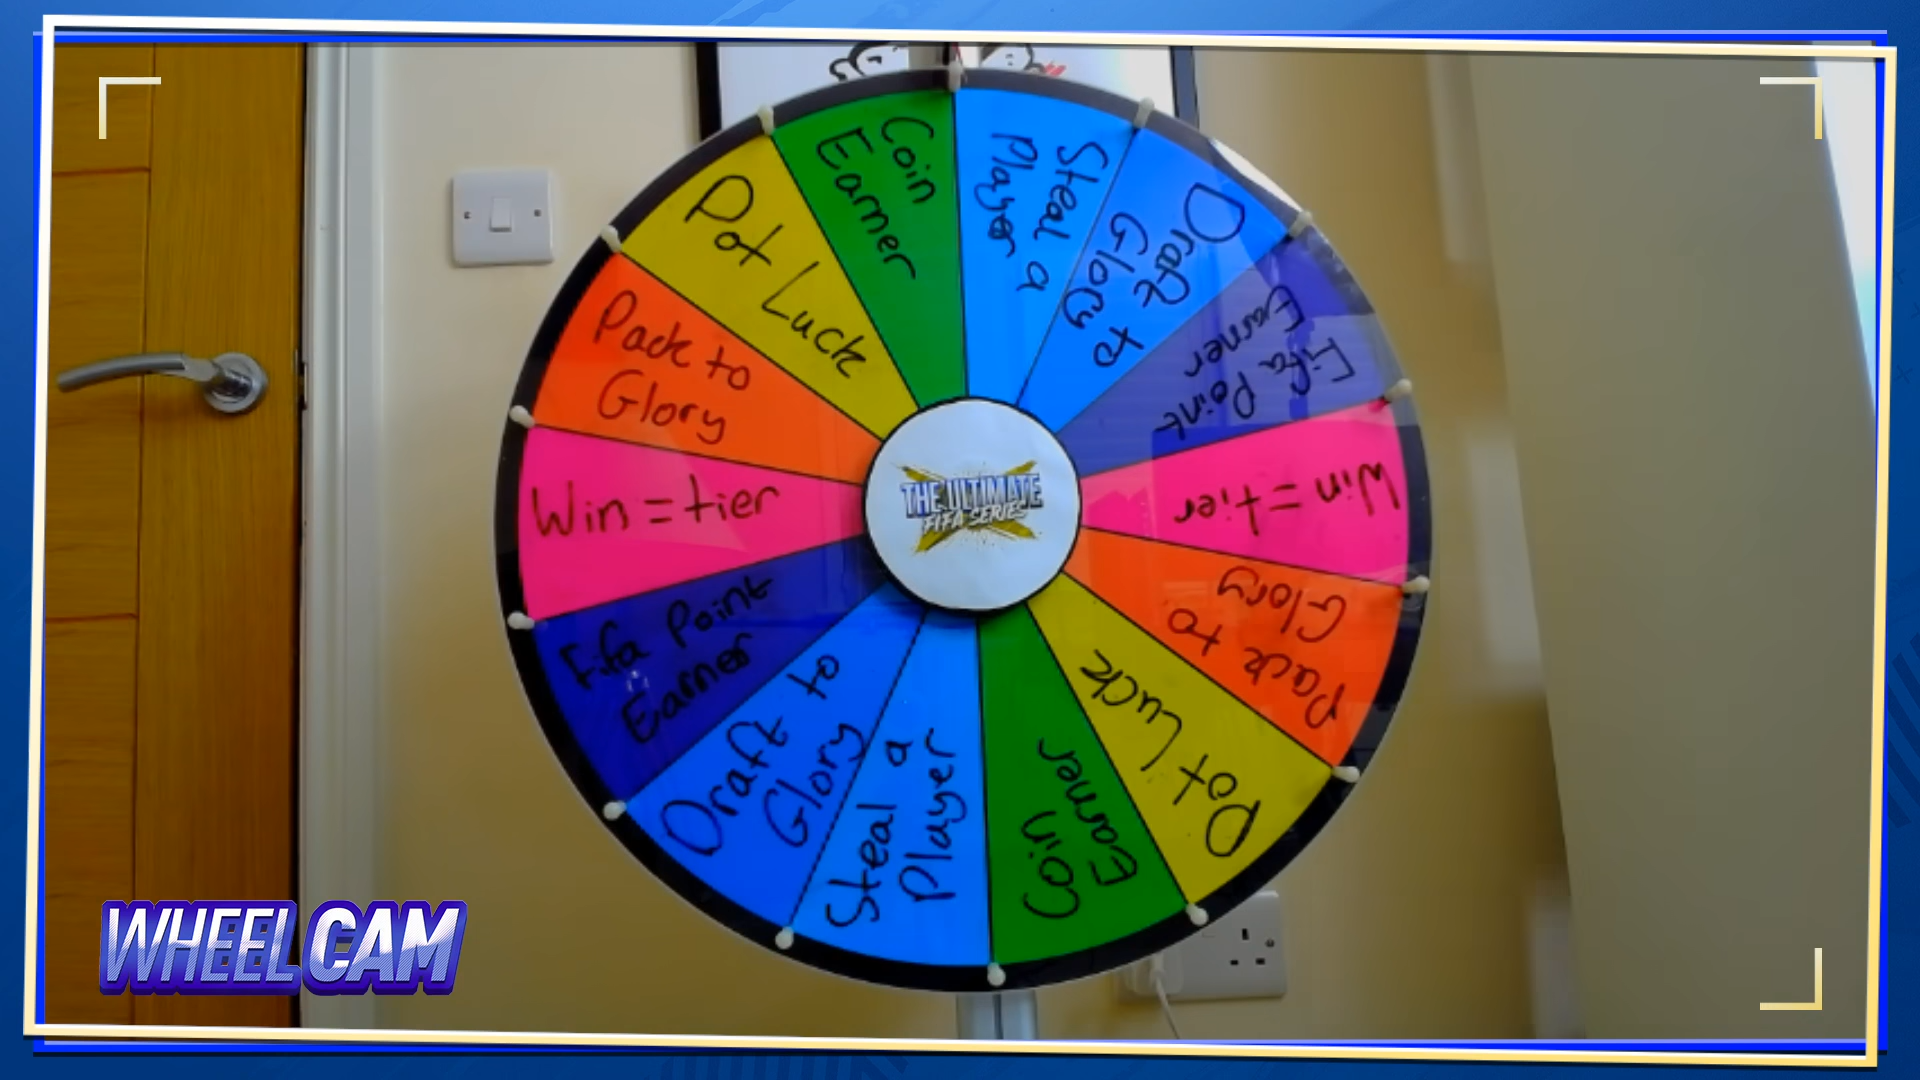 Coin
Earner
Steal a
Player
Draft to
Glory
Fifa Point
Earner
Win = tier
Pack to
Glory
Pot Luck
Coin
Earner
Steal a
Player
Draft to
Glory
Fifa Point
Earner
Win = tier
Pack to
Glory
Pot Luck
THE ULTIMATE
FIFA SERIES
WHEEL CAM